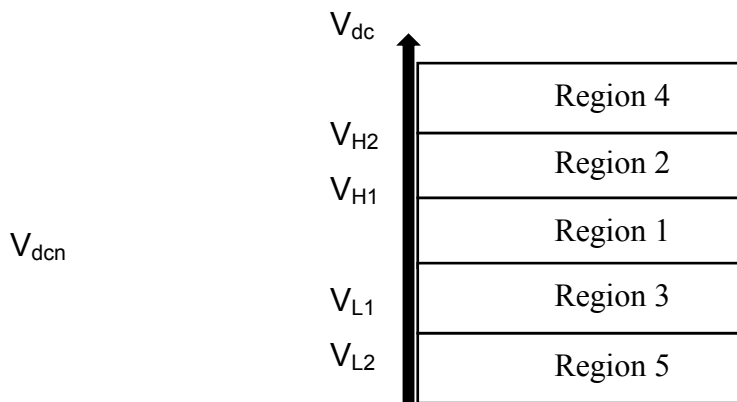 V_dc
Region 4
V_H2
Region 2
V_H1
Region 1
V_dcn
Region 3
V_L1
V_L2
Region 5